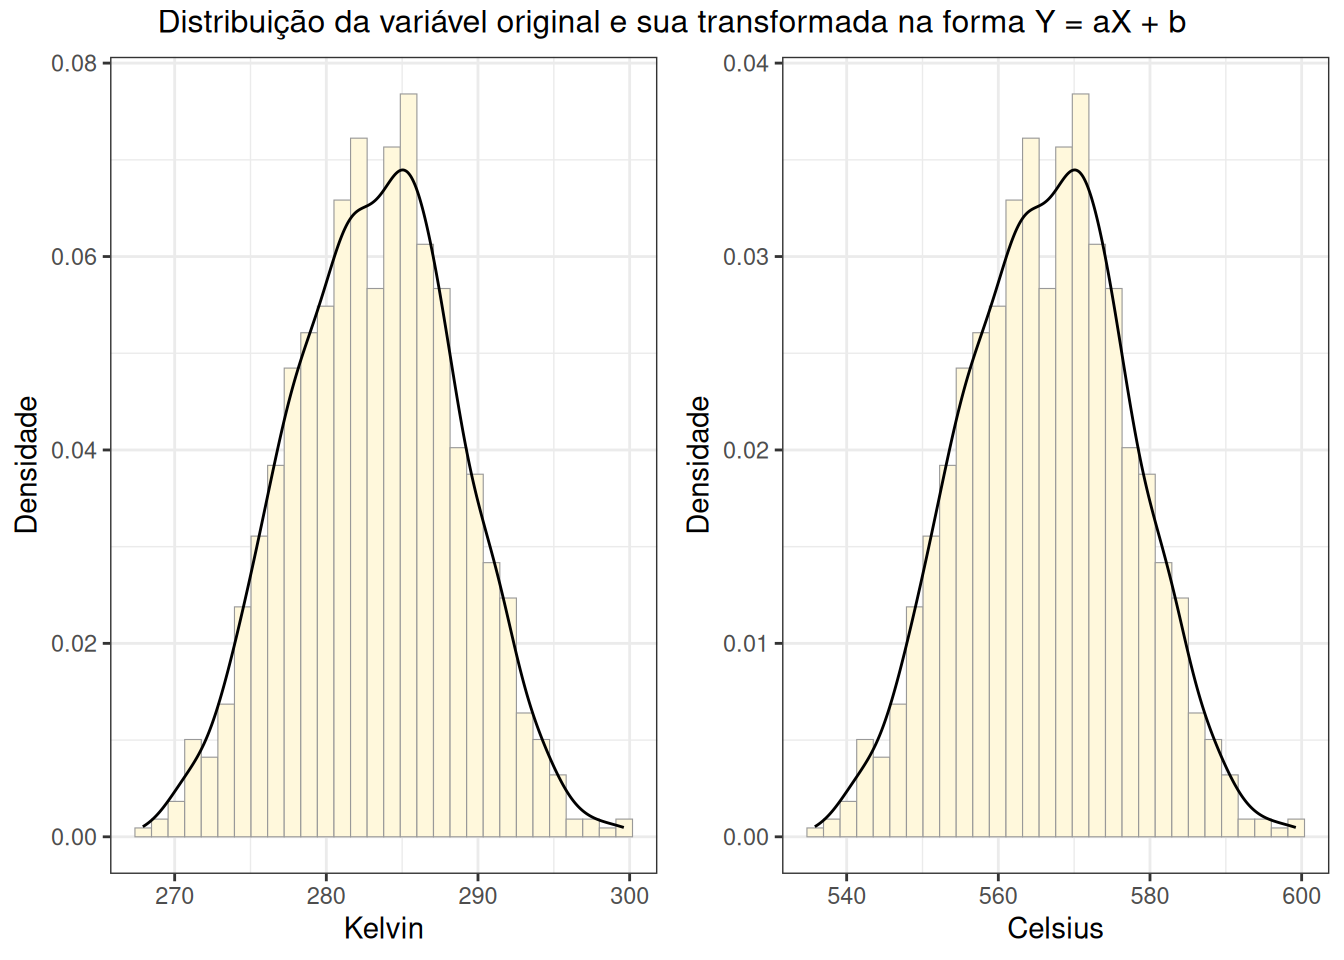 Distribuição da variável original e sua transformada na forma Y = aX + b
0.08
0.06
0.04
0.02
0.00
Densidade
270 280 290 300
Kelvin
0.04
0.03
0.02
0.01
0.00
Densidade
540 560 580 600
Celsius